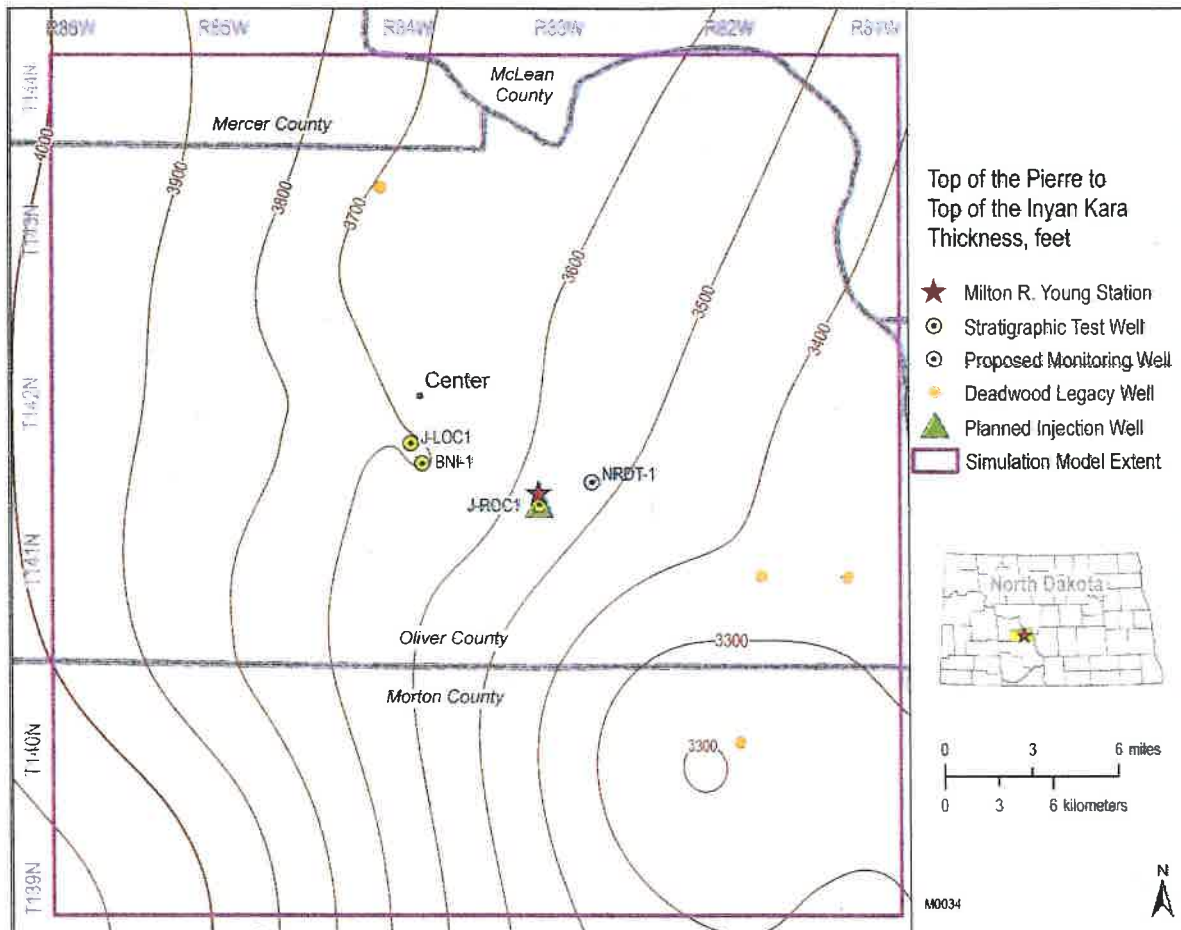 R86W
R85W
R84W
R83W
R82W
R81W
T144N
T143N
T142N
T141N
T140N
T139N
McLean
County
Mercer County
4000
3900
3800
3700
3600
3500
3400
Center
J-LOC1
BNI-1
NRDT-1
J-ROC1
Oliver County
Morton County
3300
3300
Top of the Pierre to
Top of the Inyan Kara
Thickness, feet
Milton R. Young Station
Stratigraphic Test Well
Proposed Monitoring Well
Deadwood Legacy Well
Planned Injection Well
Simulation Model Extent
North Dakota
0 3 6 miles
0 3 6 kilometers
M0034
N